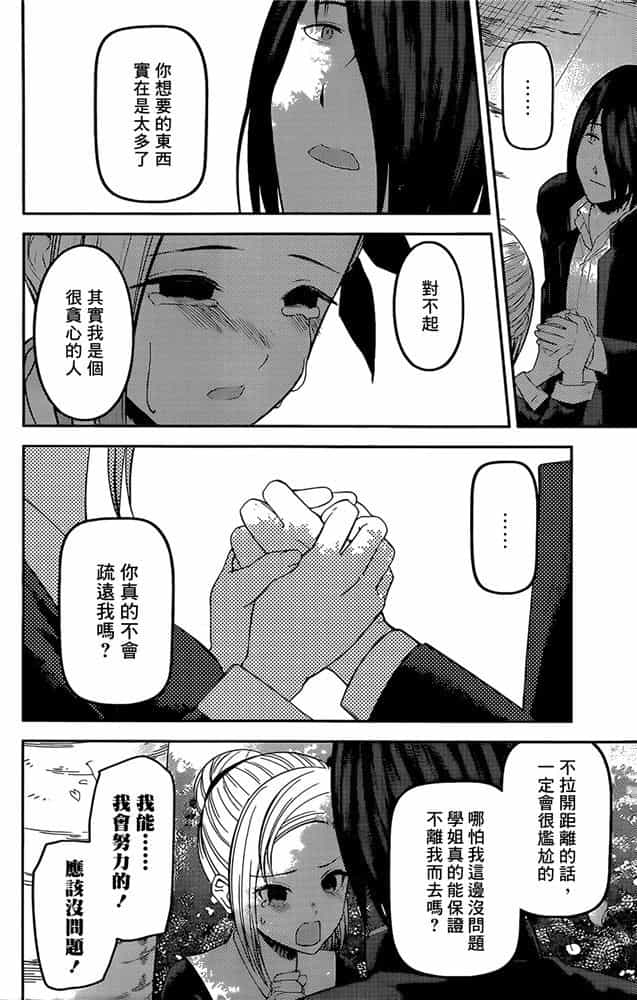 ……
你想要的東西
實在是太多了
對不起
其實我是個
很貪心的人
……
你真的不會
疏遠我嗎？
不拉開距離的話，
一定會很尷尬的
哪怕我這邊沒問題
學姐真的能保證
不離我而去嗎？
我能……
我會努力的！
應該沒問題！